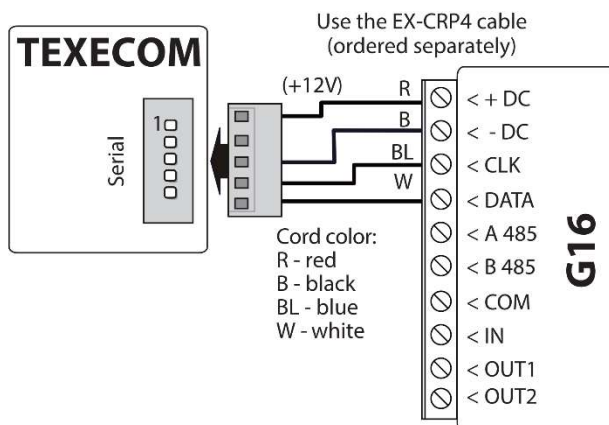 Use the EX-CRP4 cable
(ordered separately)
TEXECOM
Serial
1
(+12V)
R
B
BL
W
Cord color:
R - red
B - black
BL - blue
W - white
< + DC
< - DC
< CLK
< DATA
< A 485
< B 485
< COM
< IN
< OUT1
< OUT2
G16